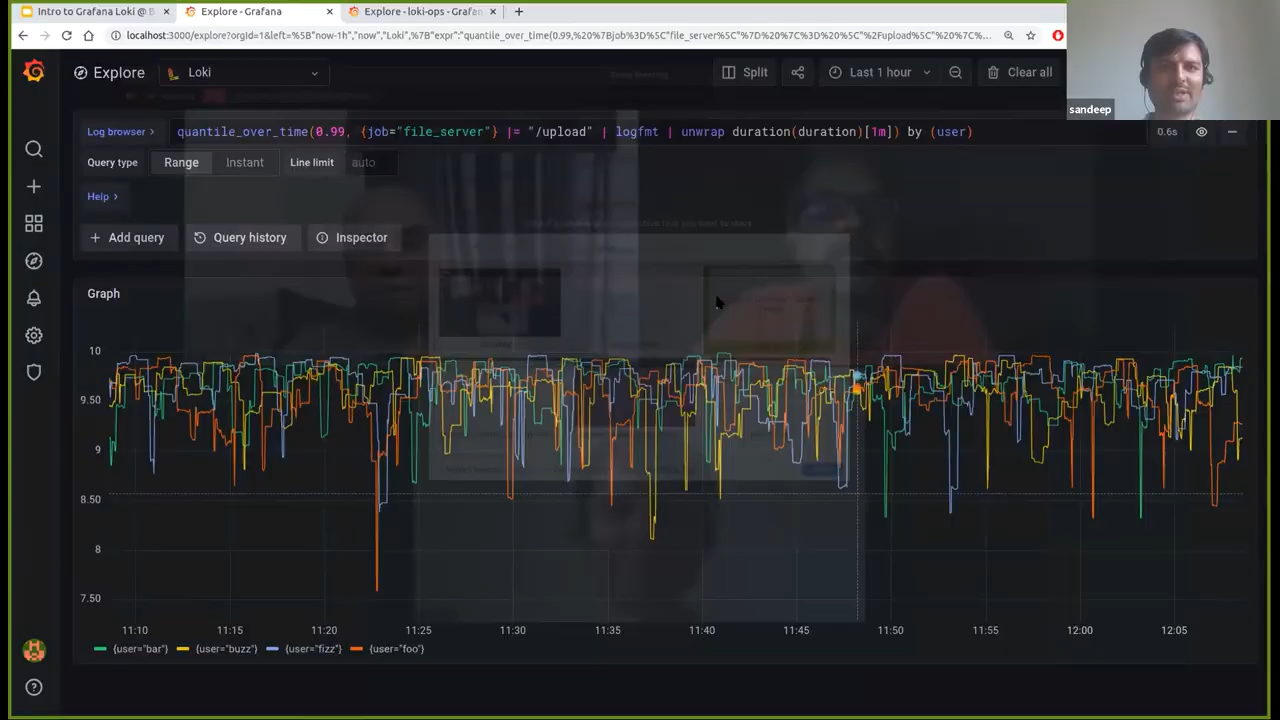 Intro to Grafana Loki @ B
Explore - Grafana
Explore - loki-ops - Grafan
localhost:3000/explore?orgId=1&left=%5B"now-1h","now","Loki",%7B"expr":"quantile_over_time(0.99,%20%7Bjob%3D%5C"file_server%5C"%7D%20%7C%3D%20%5C"%2Fupload%5C"%20%7C%...
Explore
Loki
Split
Last 1 hour
Clear all
sandeep
Log browser >
quantile_over_time(0.99, {job="file_server"} |= "/upload" | logfmt | unwrap duration(duration)[1m]) by (user)
0.6s
Query type
Range
Instant
Line limit
auto
Help >
+ Add query
Query history
Inspector
Graph
10
9.50
9
8.50
8
7.50
11:10
11:15
11:20
11:25
11:30
11:35
11:40
11:45
11:50
11:55
12:00
12:05
{user="bar"}
{user="buzz"}
{user="fizz"}
{user="foo"}